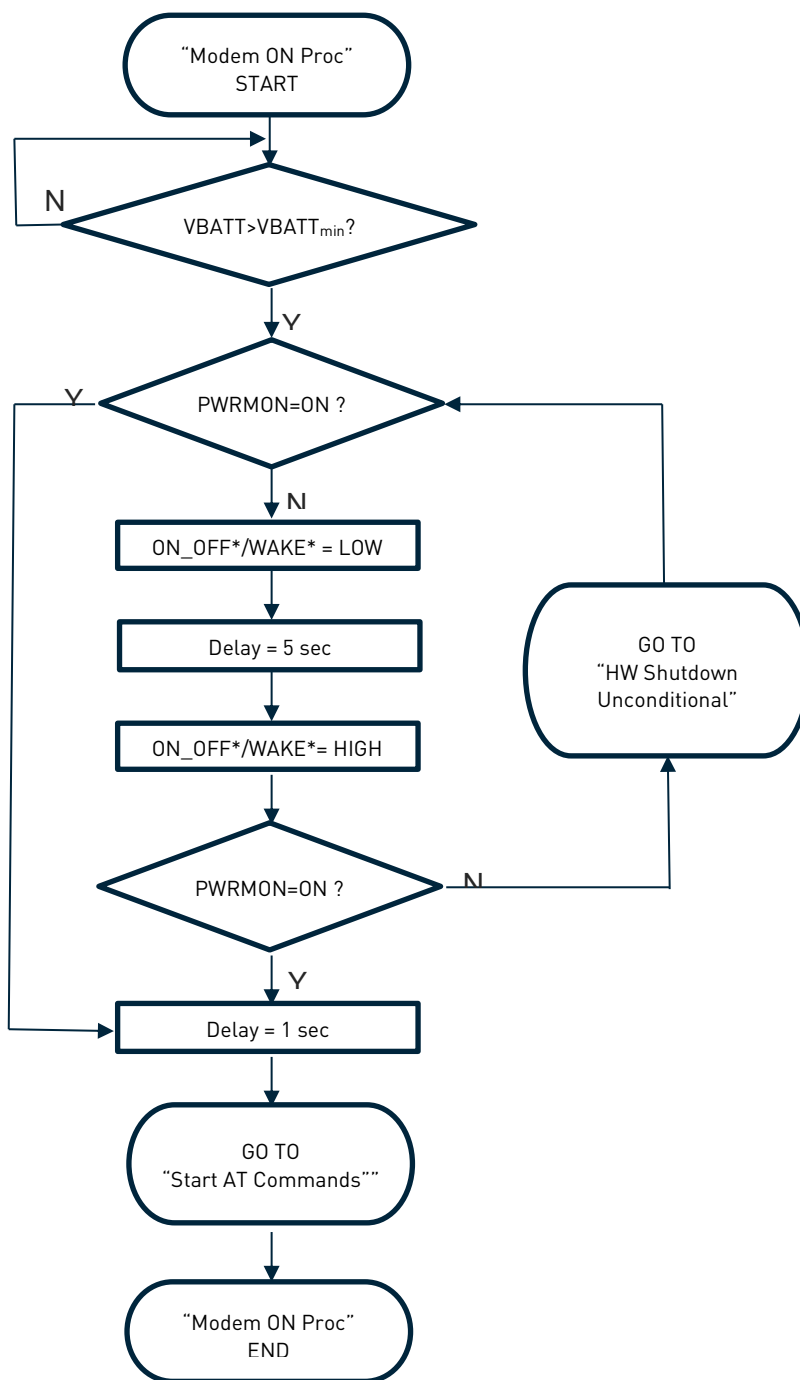 “Modem ON Proc”
START
N
VBATT>VBATTmin?
Y
Y
PWRMON=ON ?
N
ON_OFF*/WAKE* = LOW
Delay = 5 sec
GO TO
“HW Shutdown
Unconditional”
ON_OFF*/WAKE*= HIGH
PWRMON=ON ?
N
Y
Delay = 1 sec
GO TO
“Start AT Commands””
“Modem ON Proc”
END